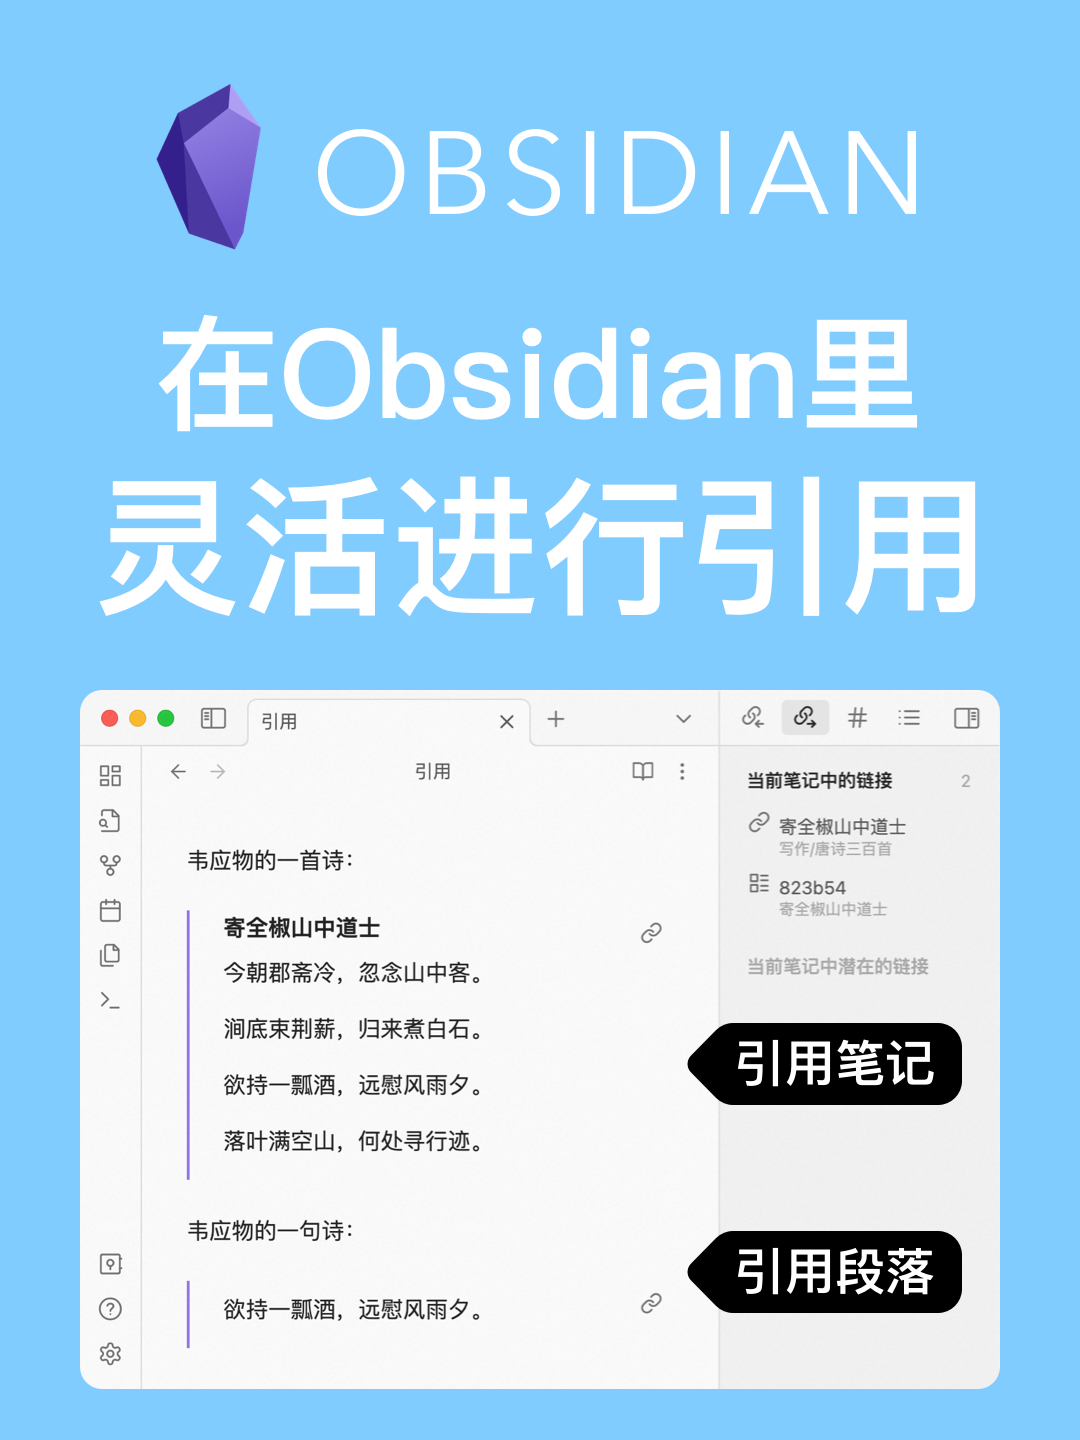 OBSIDIAN
在Obsidian里
灵活进行引用
引用
引用
韦应物的一首诗：
寄全椒山中道士
今朝郡斋冷，忽念山中客。
涧底束荆薪，归来煮白石。
欲持一瓢酒，远慰风雨夕。
落叶满空山，何处寻行迹。
韦应物的一句诗：
欲持一瓢酒，远慰风雨夕。
当前笔记中的链接 2
寄全椒山中道士
写作/唐诗三百首
823b54
寄全椒山中道士
当前笔记中潜在的链接
引用笔记
引用段落